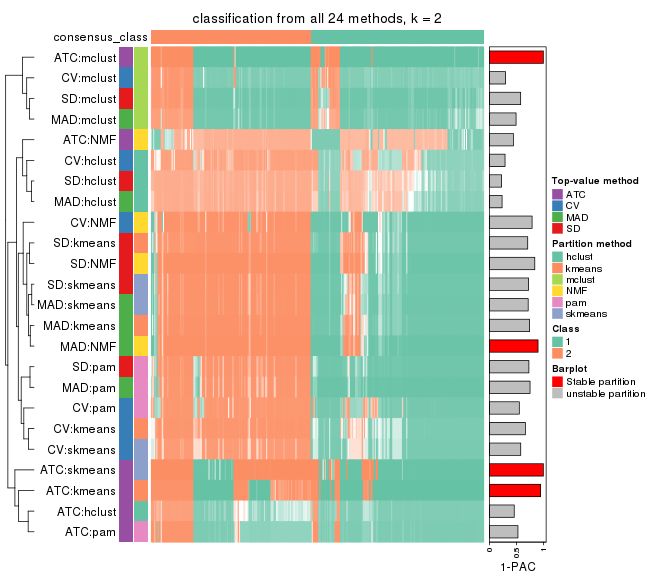 classification from all 24 methods, k = 2
consensus_class
ATC:mclust
CV:mclust
SD:mclust
MAD:mclust
ATC:NMF
CV:hclust
SD:hclust
MAD:hclust
CV:NMF
SD:kmeans
SD:NMF
SD:skmeans
MAD:skmeans
MAD:kmeans
MAD:NMF
SD:pam
MAD:pam
CV:pam
CV:kmeans
CV:skmeans
ATC:skmeans
ATC:kmeans
ATC:hclust
ATC:pam
0
0.5
1
1-PAC
Top-value method
ATC
CV
MAD
SD
Partition method
hclust
kmeans
mclust
NMF
pam
skmeans
Class
1
2
Barplot
Stable partition
unstable partition